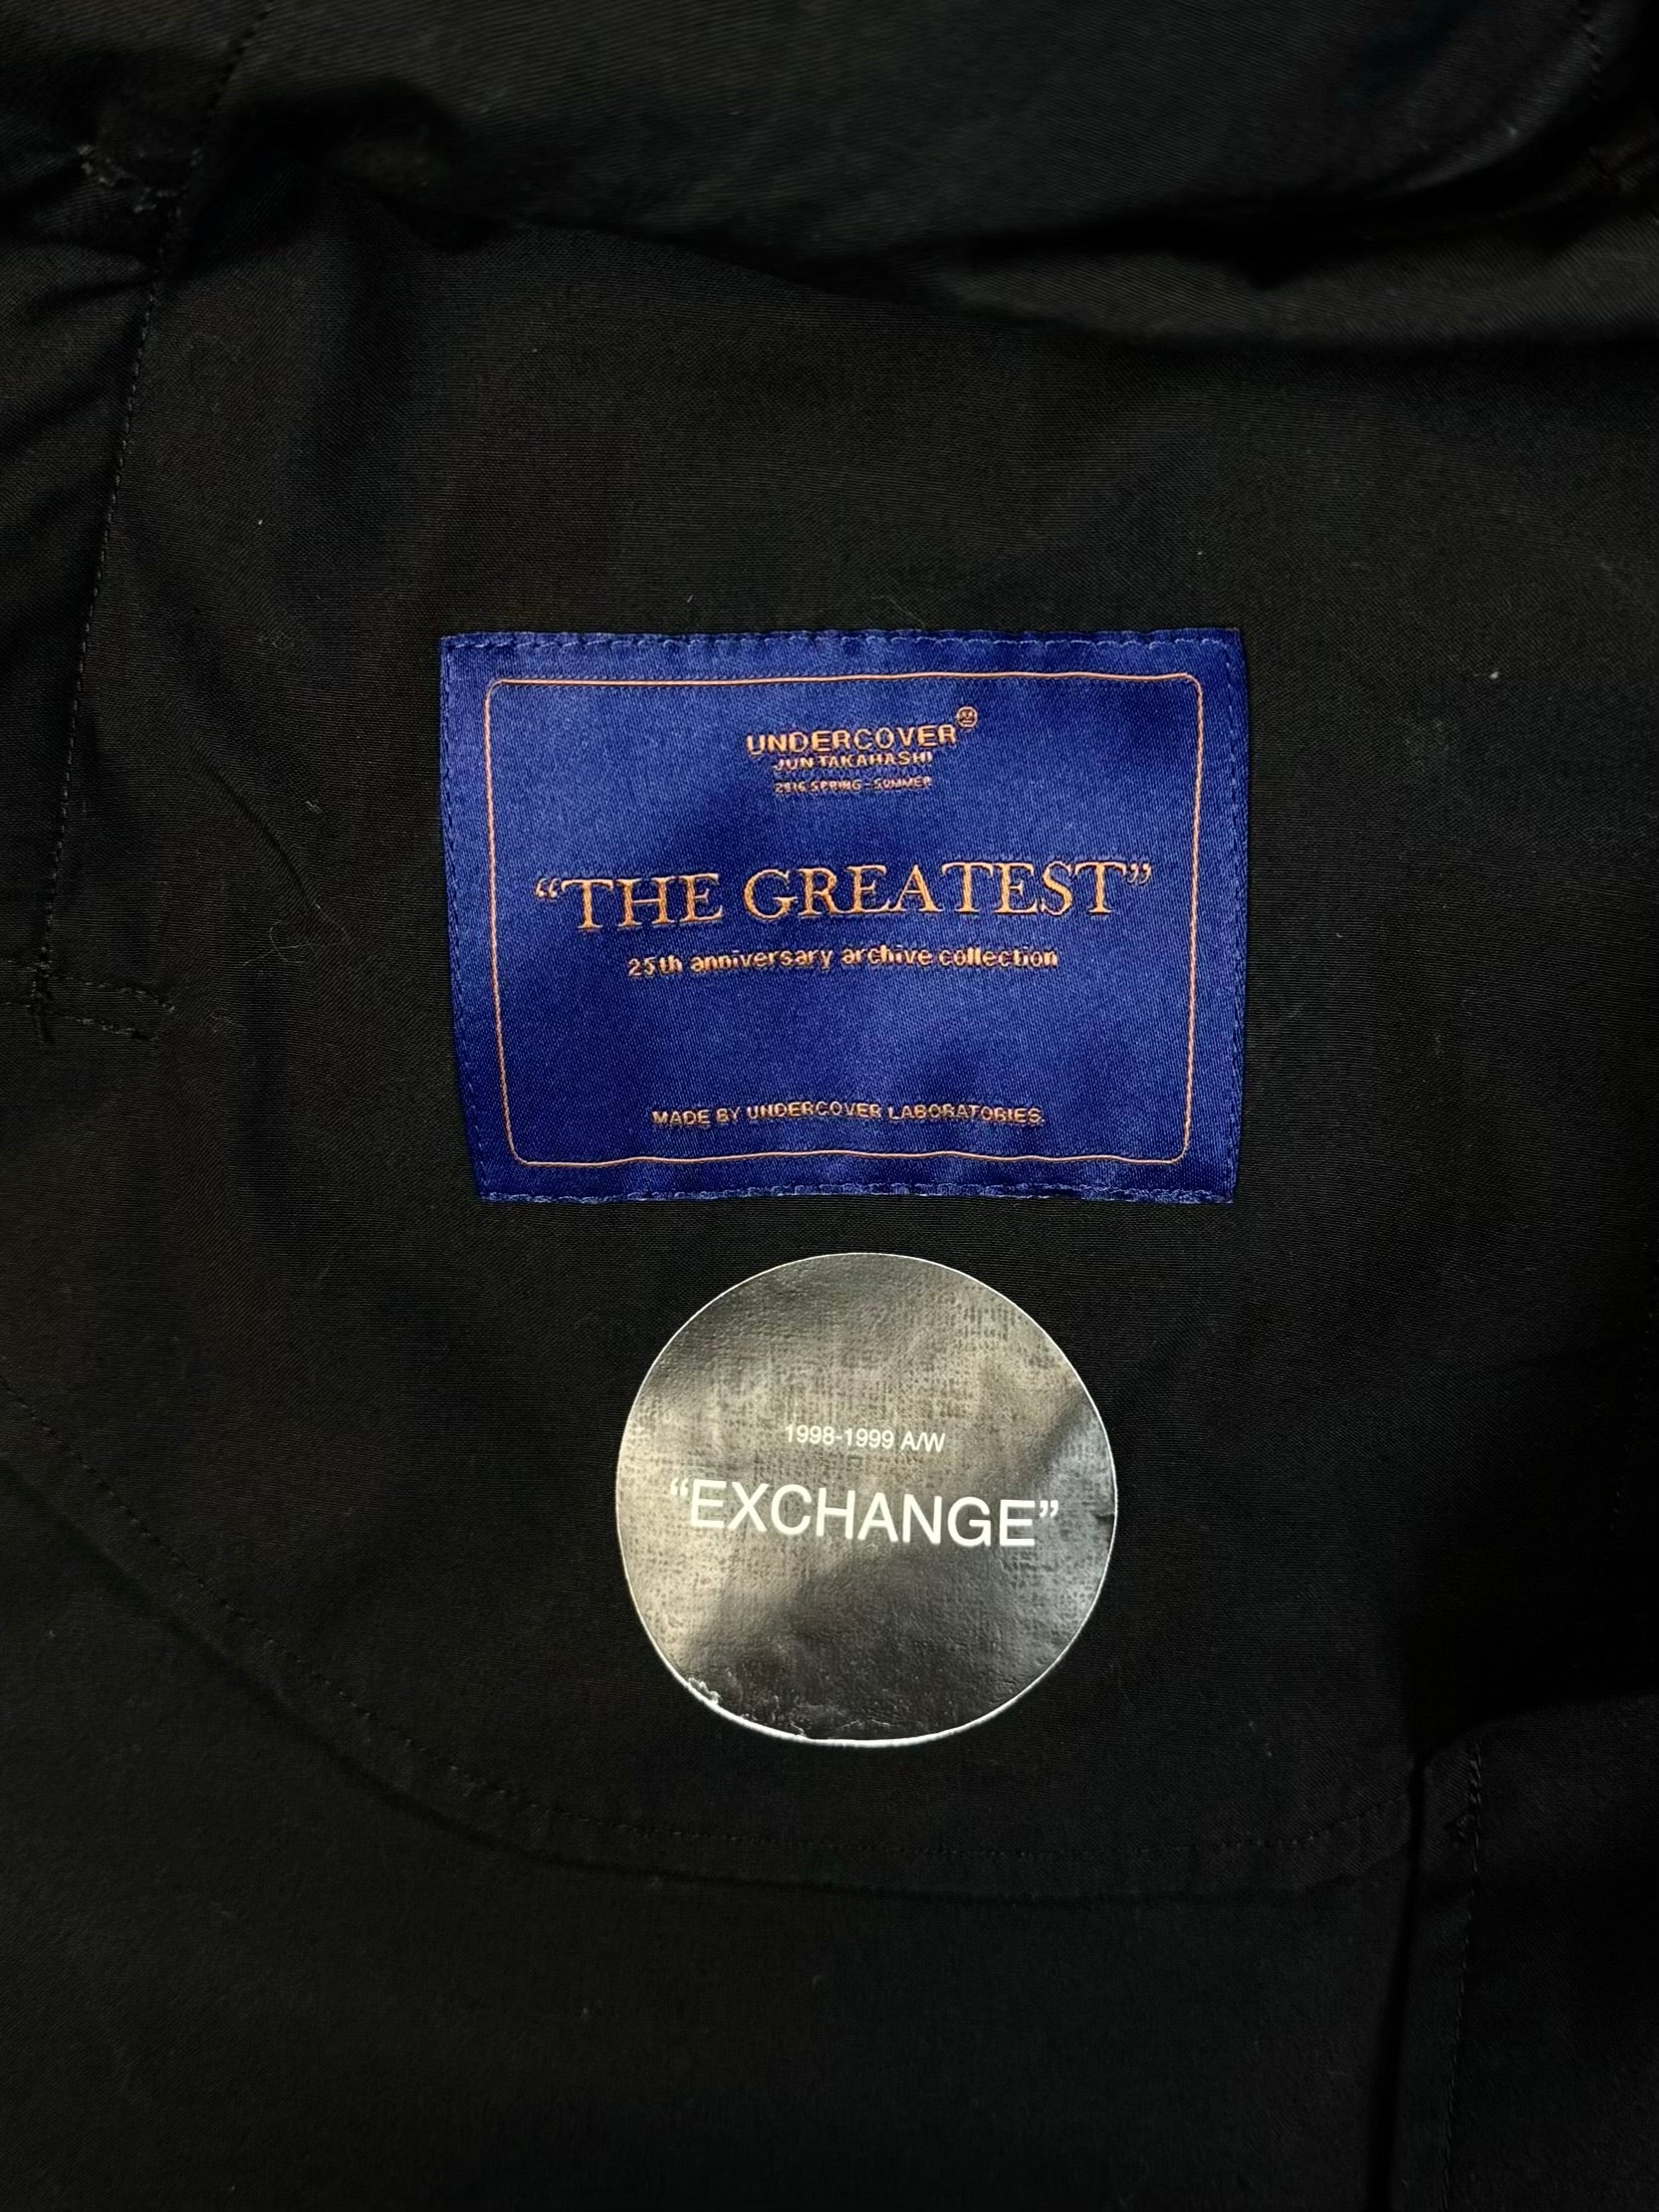 UNDERCOVER
JUN TAKAHASHI
2016 SPRING - SUMMER
“THE GREATEST”
25th anniversary archive collection
MADE BY UNDERCOVER LABORATORIES.
1998-1999 A/W
“EXCHANGE”